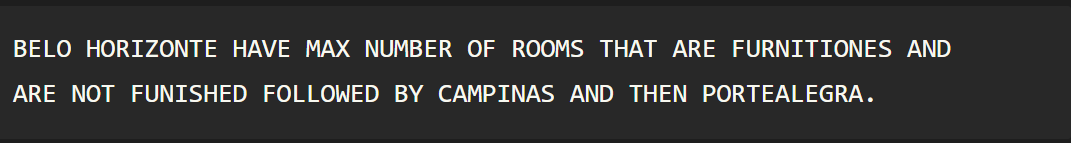 BELO HORIZONTE HAVE MAX NUMBER OF ROOMS THAT ARE FURNITIONES AND
ARE NOT FUNISHED FOLLOWED BY CAMPINAS AND THEN PORTEALEGRA.